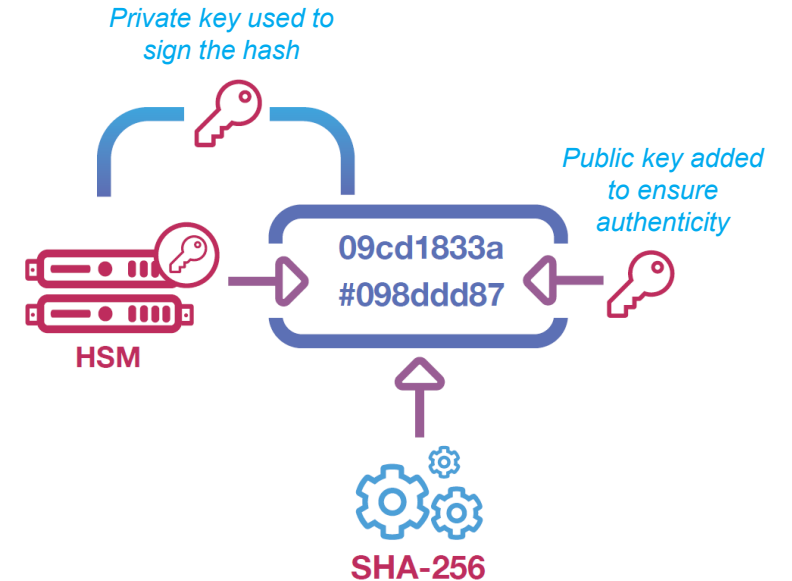 Private key used to
sign the hash
Public key added
to ensure
authenticity
09cd1833a
#098ddd87
HSM
SHA-256